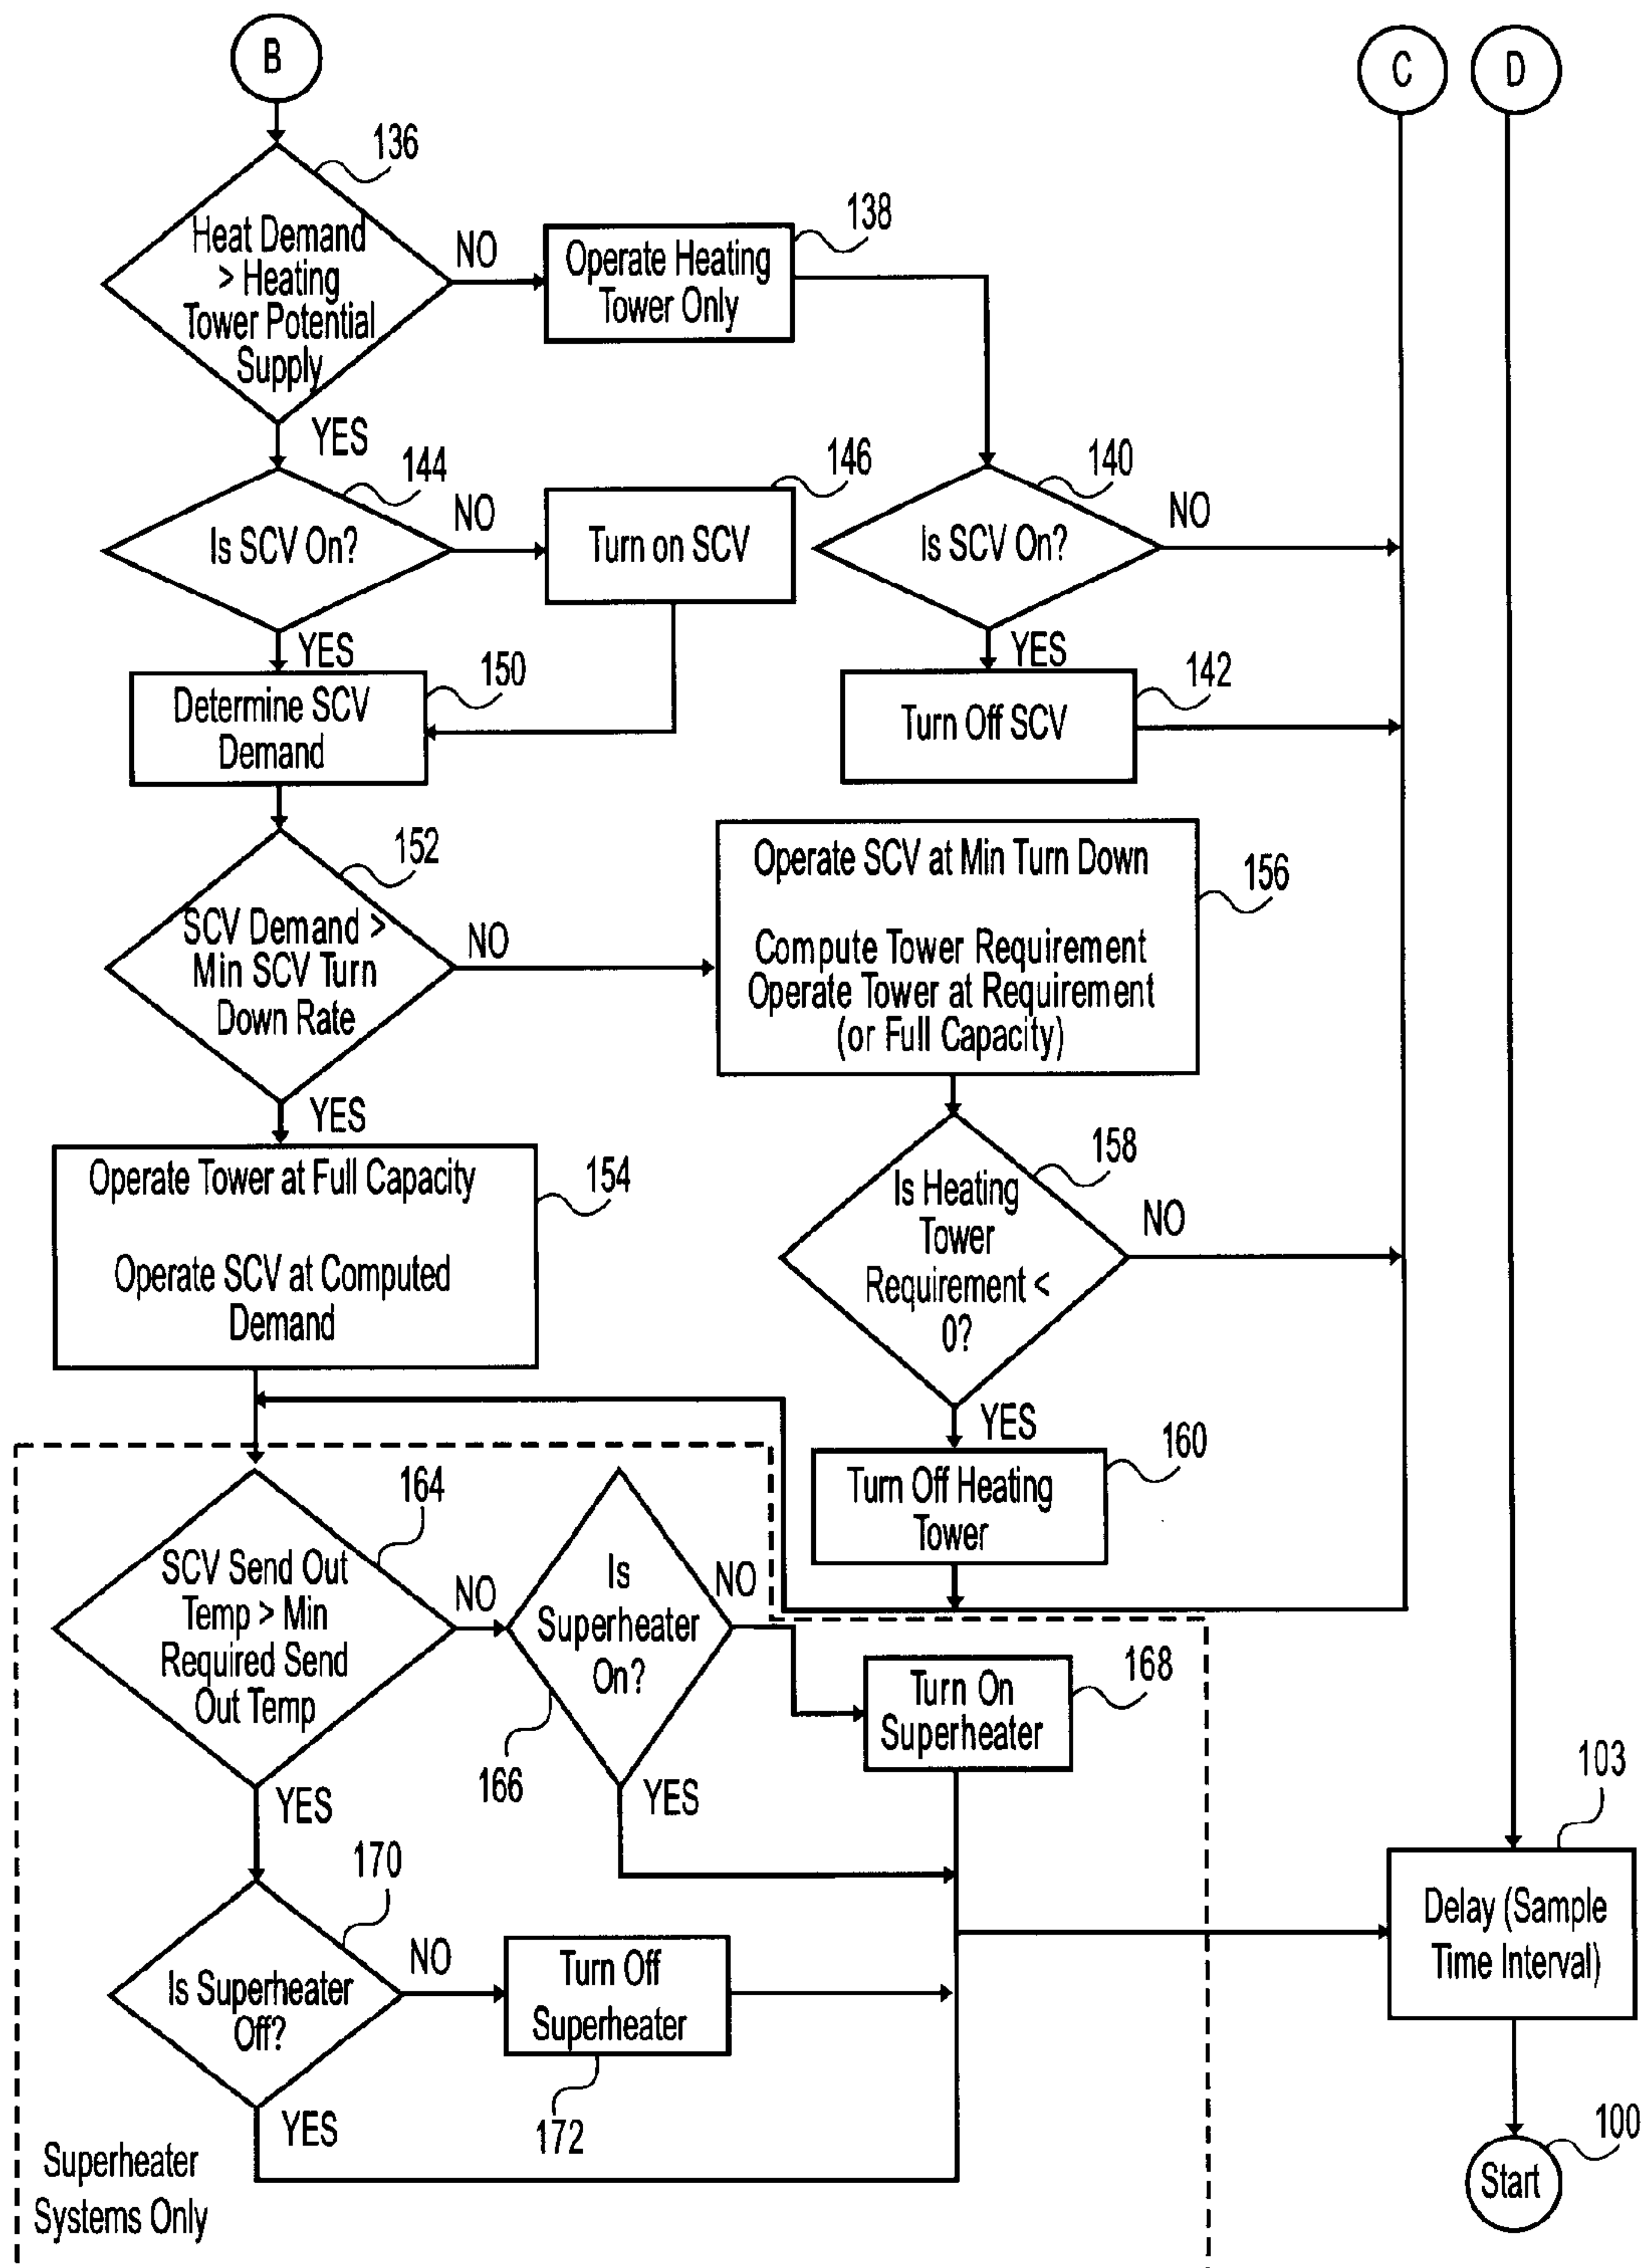 B
C
D
136
Heat Demand
> Heating
Tower Potential
Supply
NO
138
Operate Heating
Tower Only
YES
144
Is SCV On?
NO
146
Turn on SCV
140
Is SCV On?
NO
YES
150
Determine SCV
Demand
YES
142
Turn Off SCV
152
SCV Demand >
Min SCV Turn
Down Rate
NO
156
Operate SCV at Min Turn Down
Compute Tower Requirement
Operate Tower at Requirement
(or Full Capacity)
YES
154
Operate Tower at Full Capacity
Operate SCV at Computed
Demand
158
Is Heating
Tower
Requirement <
0?
NO
YES
160
Turn Off Heating
Tower
164
SCV Send Out
Temp > Min
Required Send
Out Temp
NO
Is
Superheater
On?
NO
166
168
Turn On
Superheater
YES
YES
103
Delay (Sample
Time Interval)
170
Is Superheater
Off?
NO
Turn Off
Superheater
172
YES
100
Start
Superheater
Systems Only